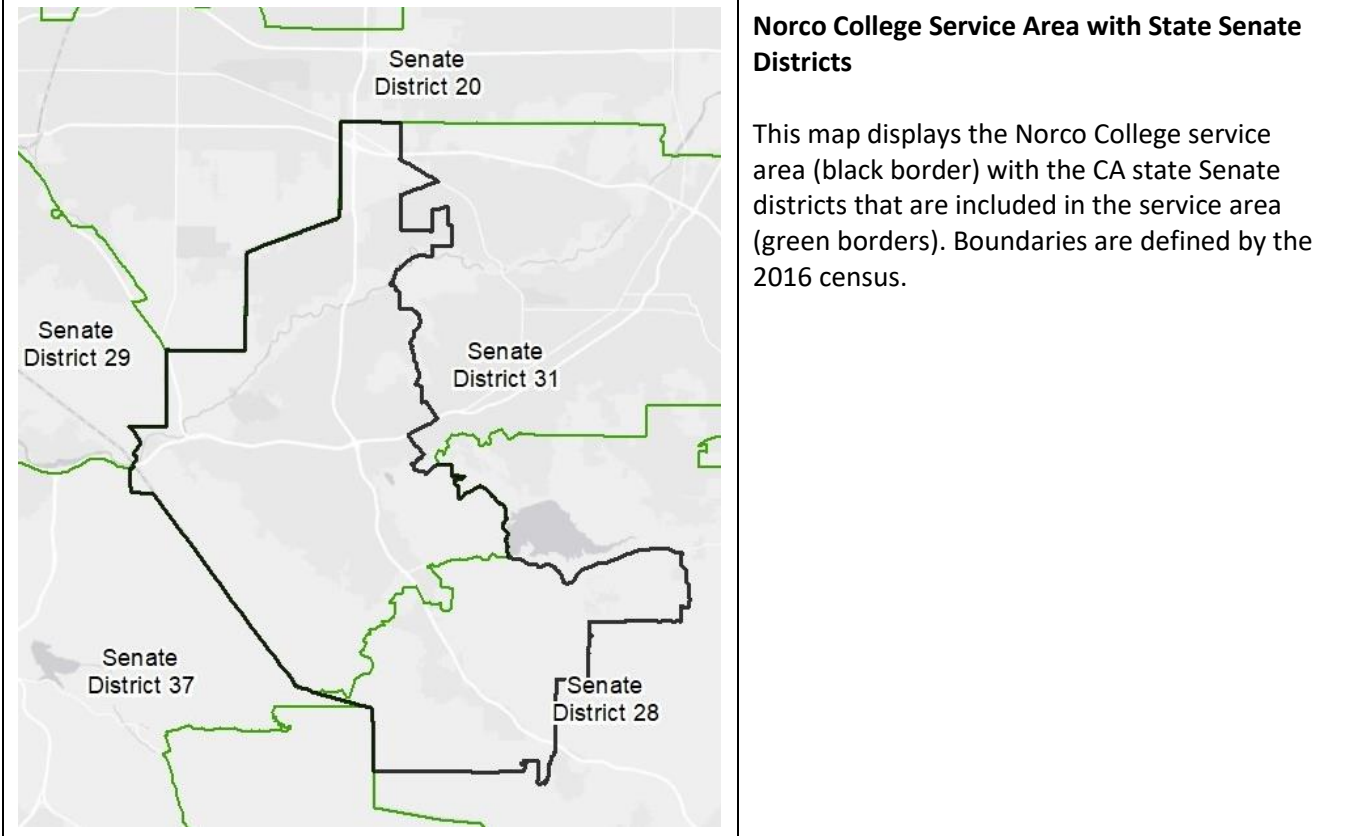 Norco College Service Area with State Senate
Districts
This map displays the Norco College service
area (black border) with the CA state Senate
districts that are included in the service area
(green borders). Boundaries are defined by the
2016 census.
Senate
District 20
Senate
District 29
Senate
District 31
Senate
District 37
Senate
District 28